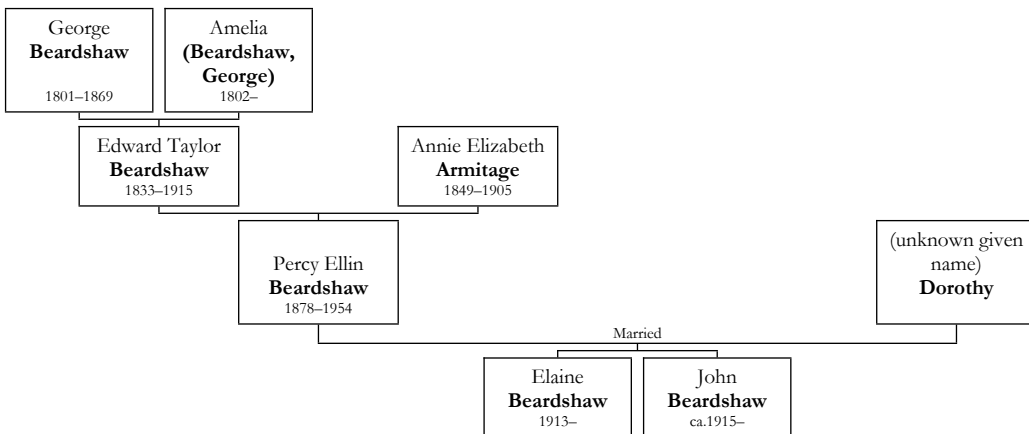 George
Beardshaw
1801–1869
Amelia
(Beardshaw,
George)
1802–
Edward Taylor
Beardshaw
1833–1915
Annie Elizabeth
Armitage
1849–1905
Percy Ellin
Beardshaw
1878–1954
(unknown given
name)
Dorothy
Married
Elaine
Beardshaw
1913–
John
Beardshaw
ca.1915–